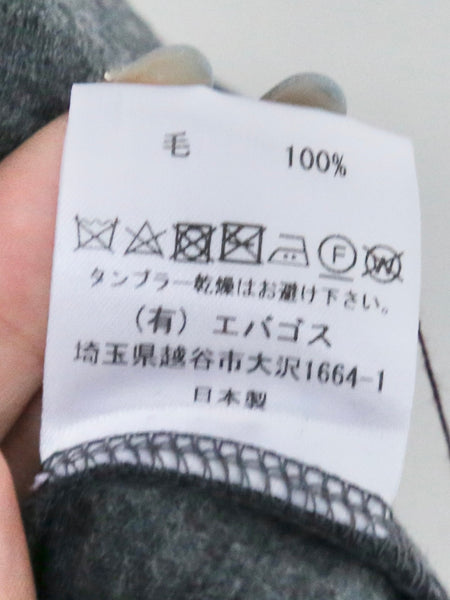 毛 100%
F W
タンブラー乾燥はお避け下さい。
（有）エバゴス
埼玉県越谷市大沢1664-1
日本製